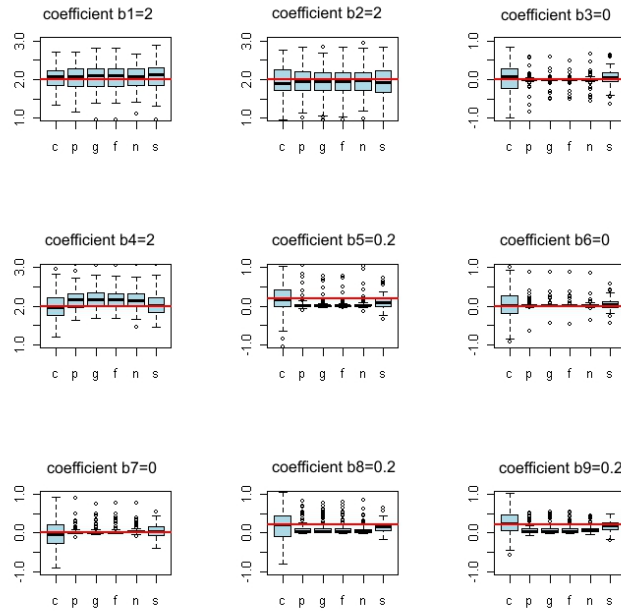 coefficient b1=2
coefficient b2=2
coefficient b3=0
1.0 2.0 3.0
1.0 2.0 3.0
-1.0 0.0 1.0
c p g f n s
c p g f n s
c p g f n s
coefficient b4=2
coefficient b5=0.2
coefficient b6=0
1.0 2.0 3.0
-1.0 0.0 1.0
-1.0 0.0 1.0
c p g f n s
c p g f n s
c p g f n s
coefficient b7=0
coefficient b8=0.2
coefficient b9=0.2
-1.0 0.0 1.0
-1.0 0.0 1.0
-1.0 0.0 1.0
c p g f n s
c p g f n s
c p g f n s